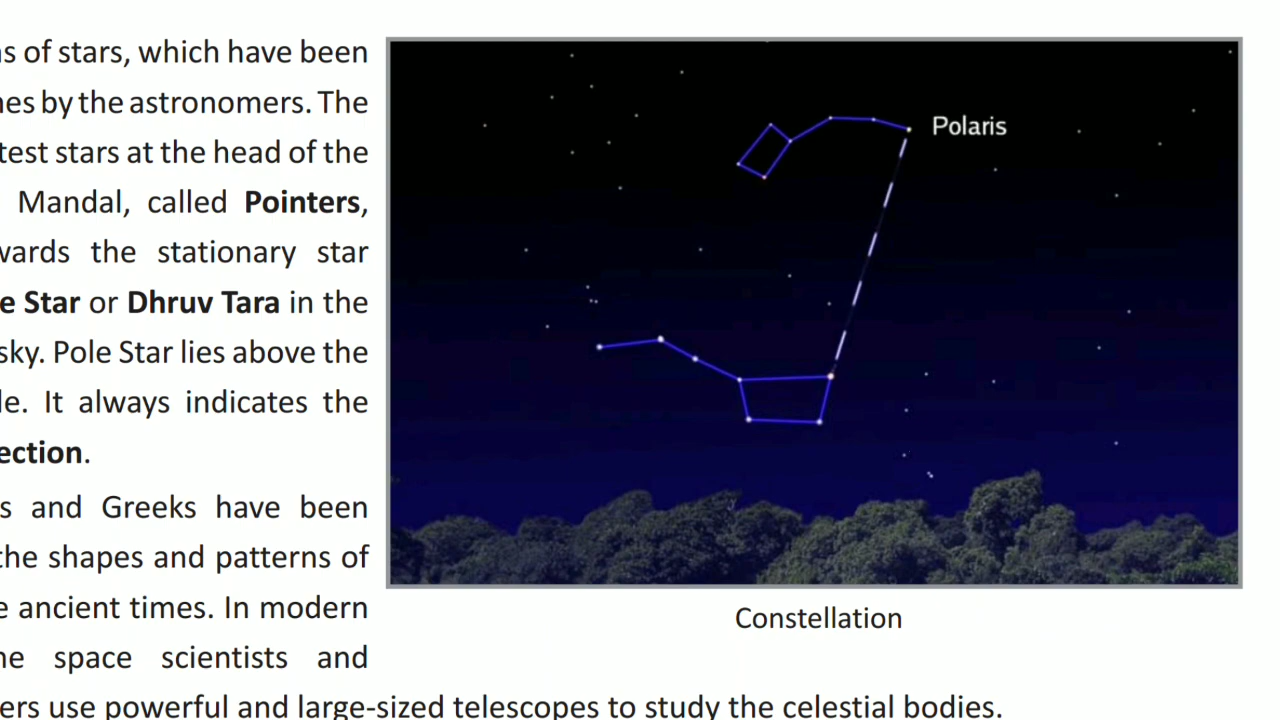 s of stars, which have been
nes by the astronomers. The
test stars at the head of the
Mandal, called Pointers,
wards the stationary star
e Star or Dhruv Tara in the
sky. Pole Star lies above the
le. It always indicates the
ection.
s and Greeks have been
the shapes and patterns of
e ancient times. In modern
ne space scientists and
ers use powerful and large-sized telescopes to study the celestial bodies.
Polaris
Constellation